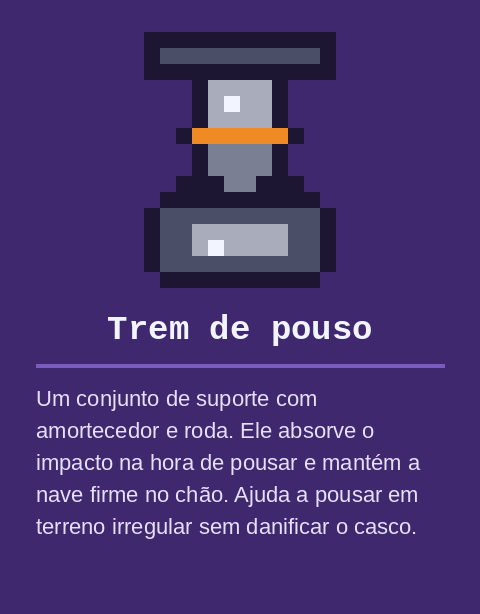 Trem de pouso
Um conjunto de suporte com
amortecedor e roda. Ele absorve o
impacto na hora de pousar e mantém a
nave firme no chão. Ajuda a pousar em
terreno irregular sem danificar o casco.